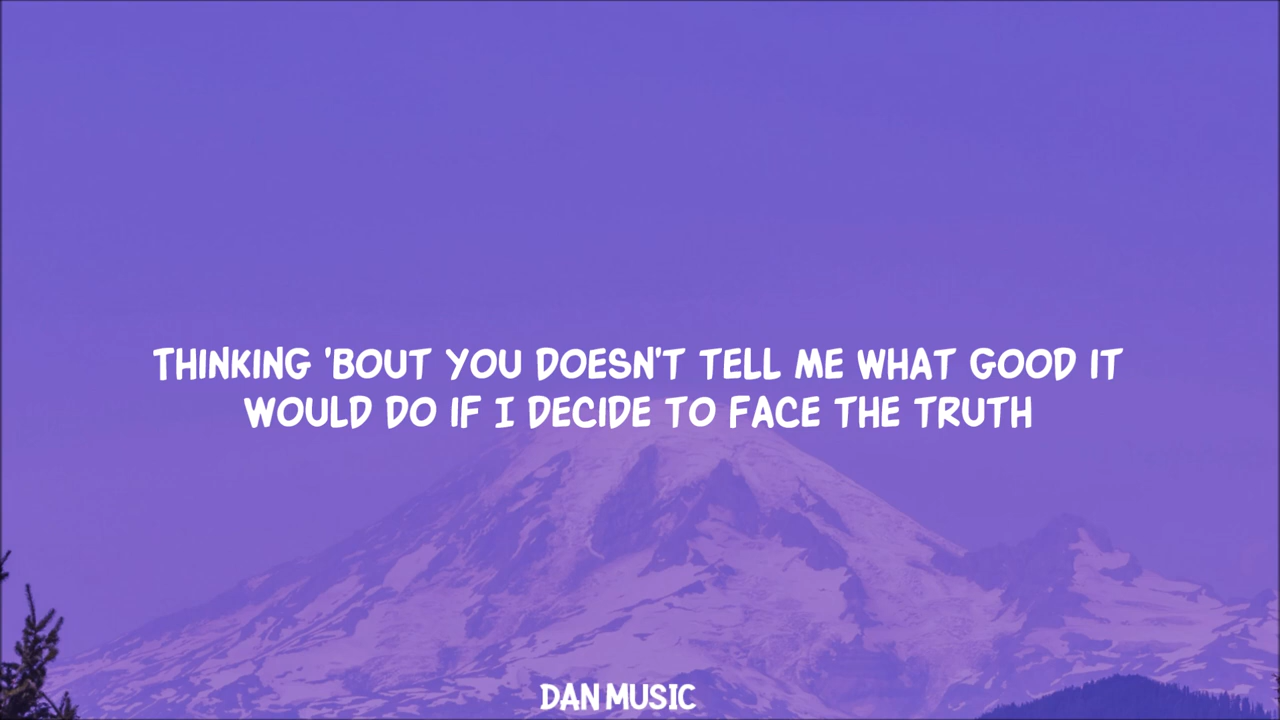 THINKING 'BOUT YOU DOESN'T TELL ME WHAT GOOD IT
WOULD DO IF I DECIDE TO FACE THE TRUTH
DAN MUSIC